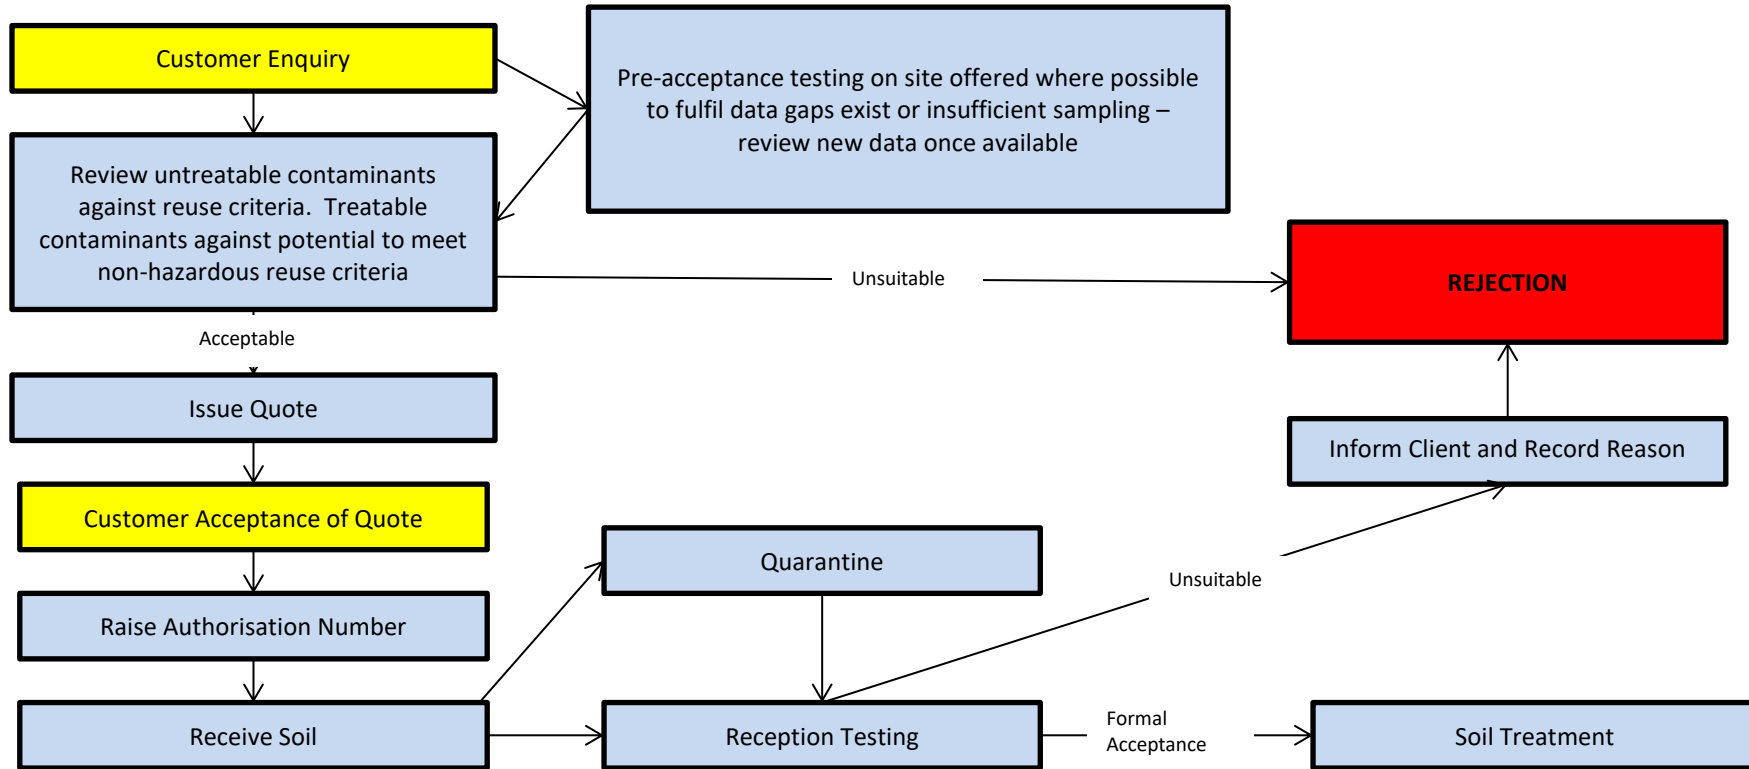 Customer Enquiry
Pre-acceptance testing on site offered where possible
to fulfil data gaps exist or insufficient sampling –
review new data once available
Review untreatable contaminants
against reuse criteria.  Treatable
contaminants against potential to meet
non-hazardous reuse criteria
Unsuitable
REJECTION
Acceptable
Issue Quote
Inform Client and Record Reason
Customer Acceptance of Quote
Quarantine
Unsuitable
Raise Authorisation Number
Receive Soil
Reception Testing
Formal
Acceptance
Soil Treatment